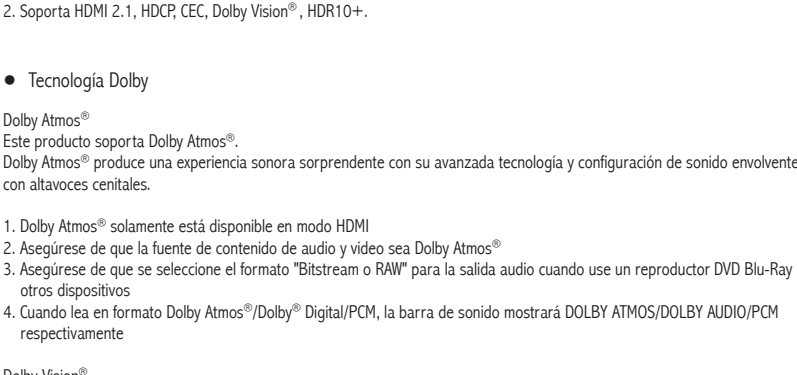 2. Soporta HDMI 2.1, HDCP, CEC, Dolby Vision®, HDR10+.
● Tecnología Dolby
Dolby Atmos®
Este producto soporta Dolby Atmos®.
Dolby Atmos® produce una experiencia sonora sorprendente con su avanzada tecnología y configuración de sonido envolvente
con altavoces cenitales.
1. Dolby Atmos® solamente está disponible en modo HDMI
2. Asegúrese de que la fuente de contenido de audio y video sea Dolby Atmos®
3. Asegúrese de que se seleccione el formato "Bitstream o RAW" para la salida audio cuando use un reproductor DVD Blu-Ray
otros dispositivos
4. Cuando lea en formato Dolby Atmos®/Dolby® Digital/PCM, la barra de sonido mostrará DOLBY ATMOS/DOLBY AUDIO/PCM
respectivamente
Dolby Vision®